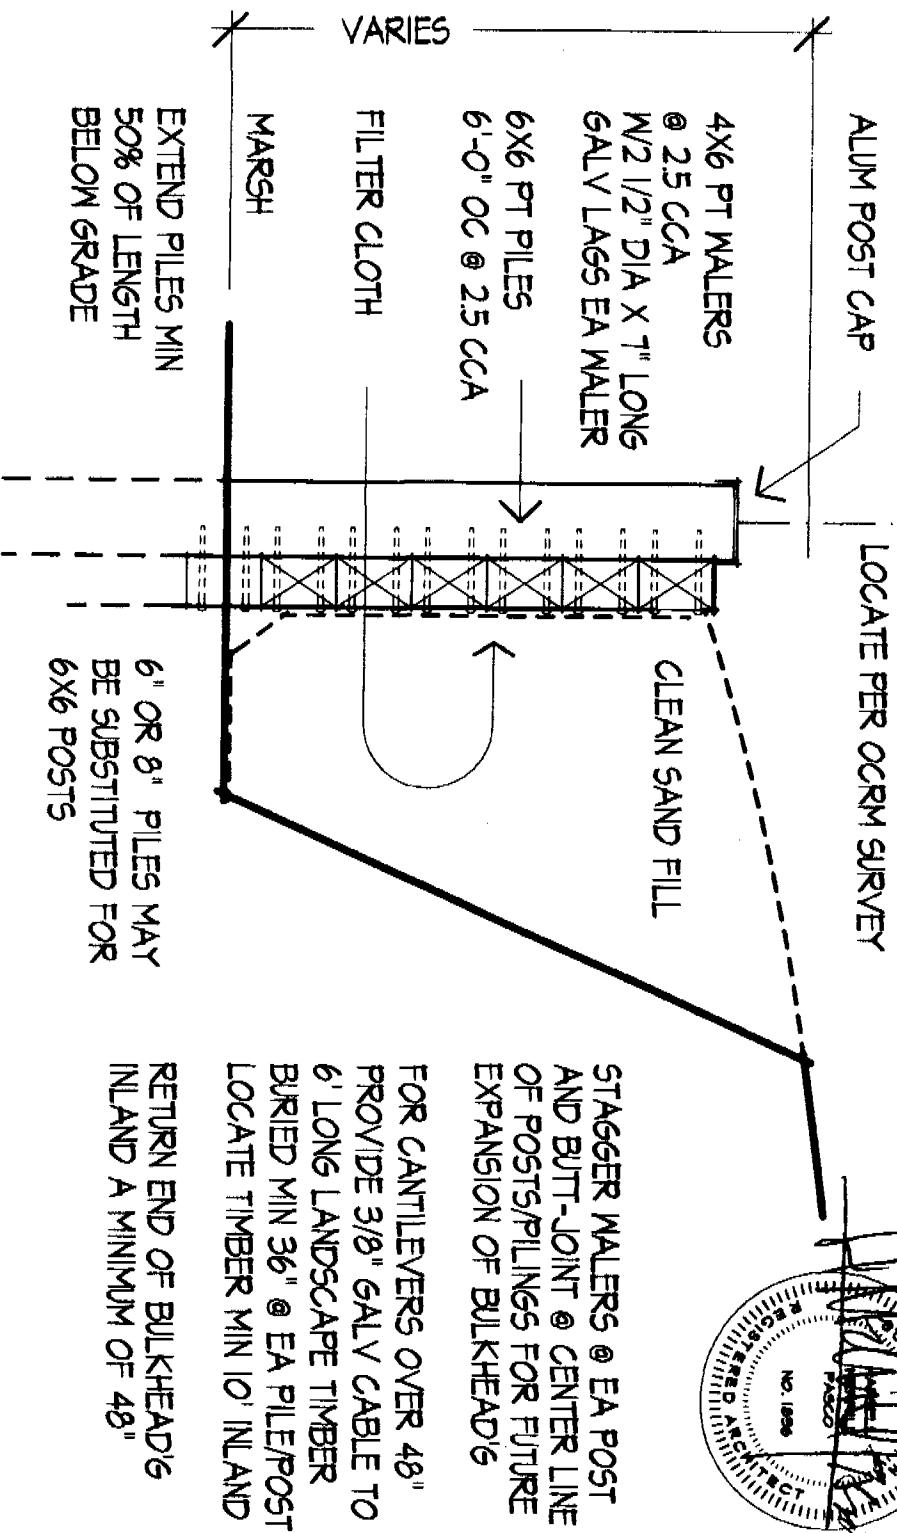 ALUM POST CAP
LOCATE PER OCRM SURVEY
VARIES
4X6 PT WALERS
@ 2.5 CCA
W/2 1/2" DIA X 7" LONG
GALV LAGS EA WALER
6X6 PT PILES
6'-0" OC @ 2.5 CCA
FILTER CLOTH
MARSH
EXTEND PILES MIN
50% OF LENGTH
BELOW GRADE
CLEAN SAND FILL
6" OR 8" PILES MAY
BE SUBSTITUTED FOR
6X6 POSTS
STAGGER WALERS @ EA POST
AND BUTT-JOINT @ CENTER LINE
OF POSTS/PILINGS FOR FUTURE
EXPANSION OF BULKHEAD'G
FOR CANTILEVERS OVER 48"
PROVIDE 3/8" GALV CABLE TO
6' LONG LANDSCAPE TIMBER
BURIED MIN 36" @ EA PILE/POST
LOCATE TIMBER MIN 10' INLAND
RETURN END OF BULKHEAD'G
INLAND A MINIMUM OF 48"
PASCO
NO. 1896
REGISTERED ARCHITECT